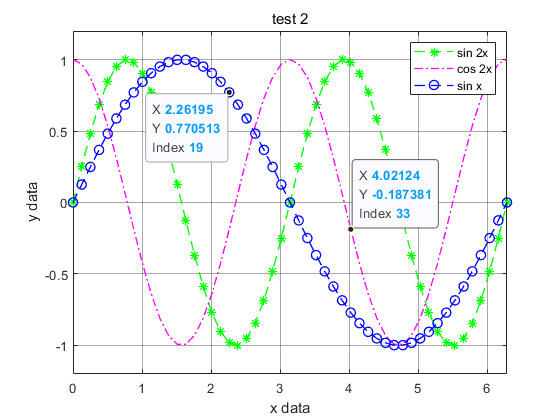 test 2
sin 2x
cos 2x
sin x
X 2.26195
Y 0.770513
Index 19
X 4.02124
Y -0.187381
Index 33
1
0.5
0
-0.5
-1
y data
0 1 2 3 4 5 6
x data